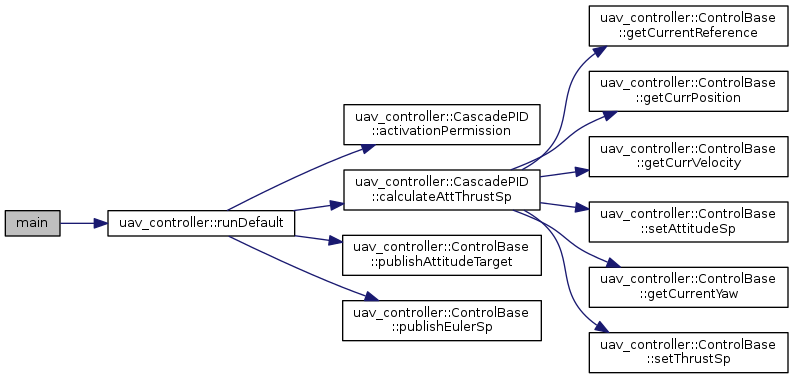 main
uav_controller::runDefault
uav_controller::CascadePID
::activationPermission
uav_controller::CascadePID
::calculateAttThrustSp
uav_controller::ControlBase
::publishAttitudeTarget
uav_controller::ControlBase
::publishEulerSp
uav_controller::ControlBase
::getCurrentReference
uav_controller::ControlBase
::getCurrPosition
uav_controller::ControlBase
::getCurrVelocity
uav_controller::ControlBase
::setAttitudeSp
uav_controller::ControlBase
::getCurrentYaw
uav_controller::ControlBase
::setThrustSp